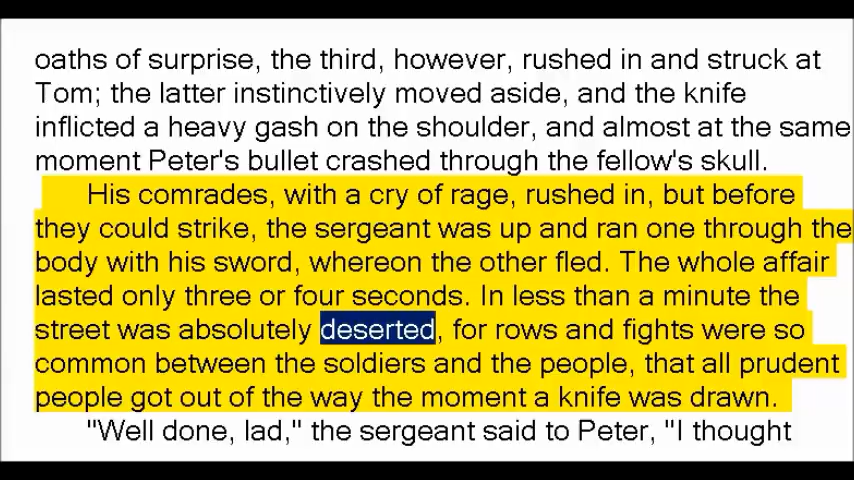 oaths of surprise, the third, however, rushed in and struck at
Tom; the latter instinctively moved aside, and the knife
inflicted a heavy gash on the shoulder, and almost at the same
moment Peter's bullet crashed through the fellow's skull.
His comrades, with a cry of rage, rushed in, but before
they could strike, the sergeant was up and ran one through the
body with his sword, whereon the other fled. The whole affair
lasted only three or four seconds. In less than a minute the
street was absolutely deserted, for rows and fights were so
common between the soldiers and the people, that all prudent
people got out of the way the moment a knife was drawn.
"Well done, lad," the sergeant said to Peter, "I thought